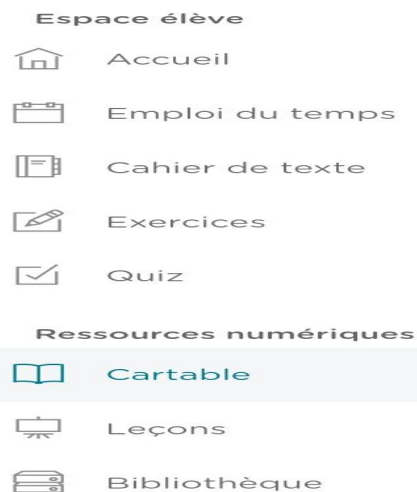 Espace élève
Accueil
Emploi du temps
Cahier de texte
Exercices
Quiz
Ressources numériques
Cartable
Leçons
Bibliothèque